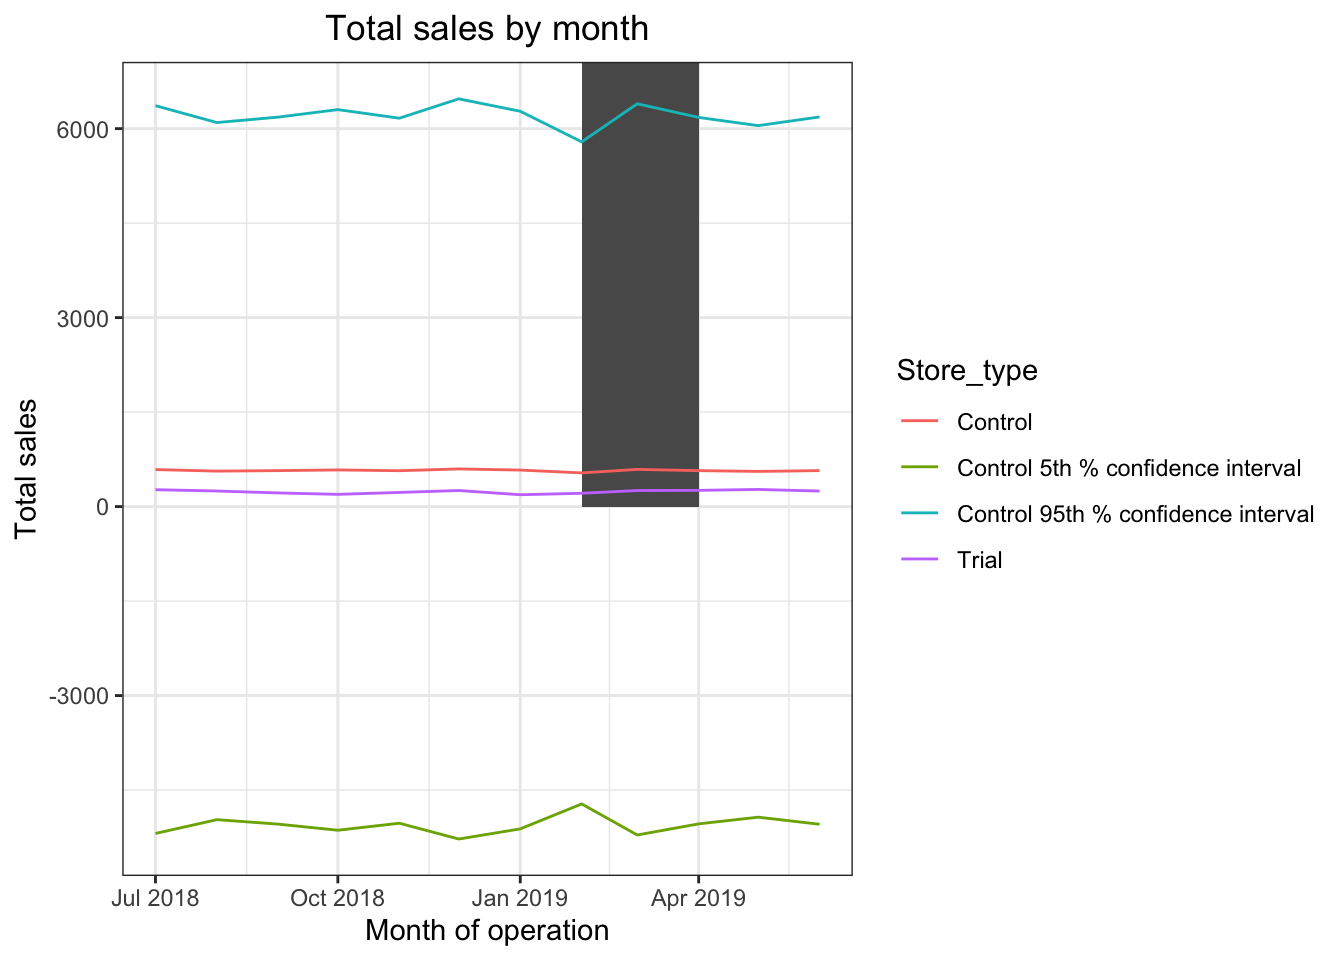 Total sales by month
6000
3000
0
-3000
Total sales
Jul 2018
Oct 2018
Jan 2019
Apr 2019
Month of operation
Store_type
Control
Control 5th % confidence interval
Control 95th % confidence interval
Trial